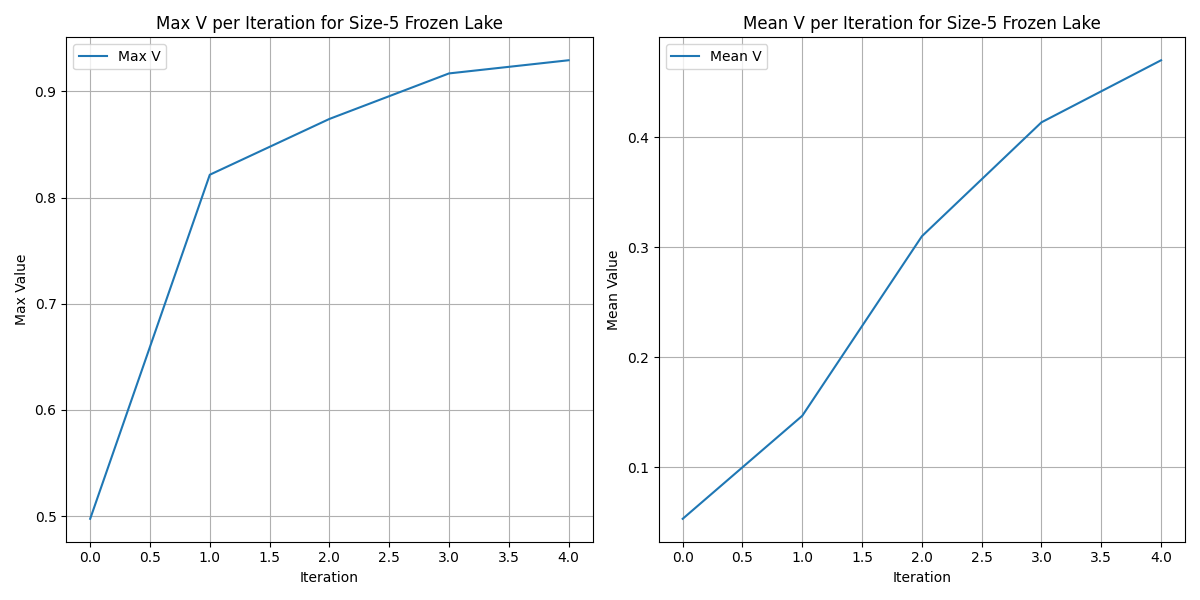 Max V per Iteration for Size-5 Frozen Lake
Max V
0.9
0.8
0.7
0.6
0.5
Max Value
0.0 0.5 1.0 1.5 2.0 2.5 3.0 3.5 4.0
Iteration
Mean V per Iteration for Size-5 Frozen Lake
Mean V
0.4
0.3
0.2
0.1
Mean Value
0.0 0.5 1.0 1.5 2.0 2.5 3.0 3.5 4.0
Iteration